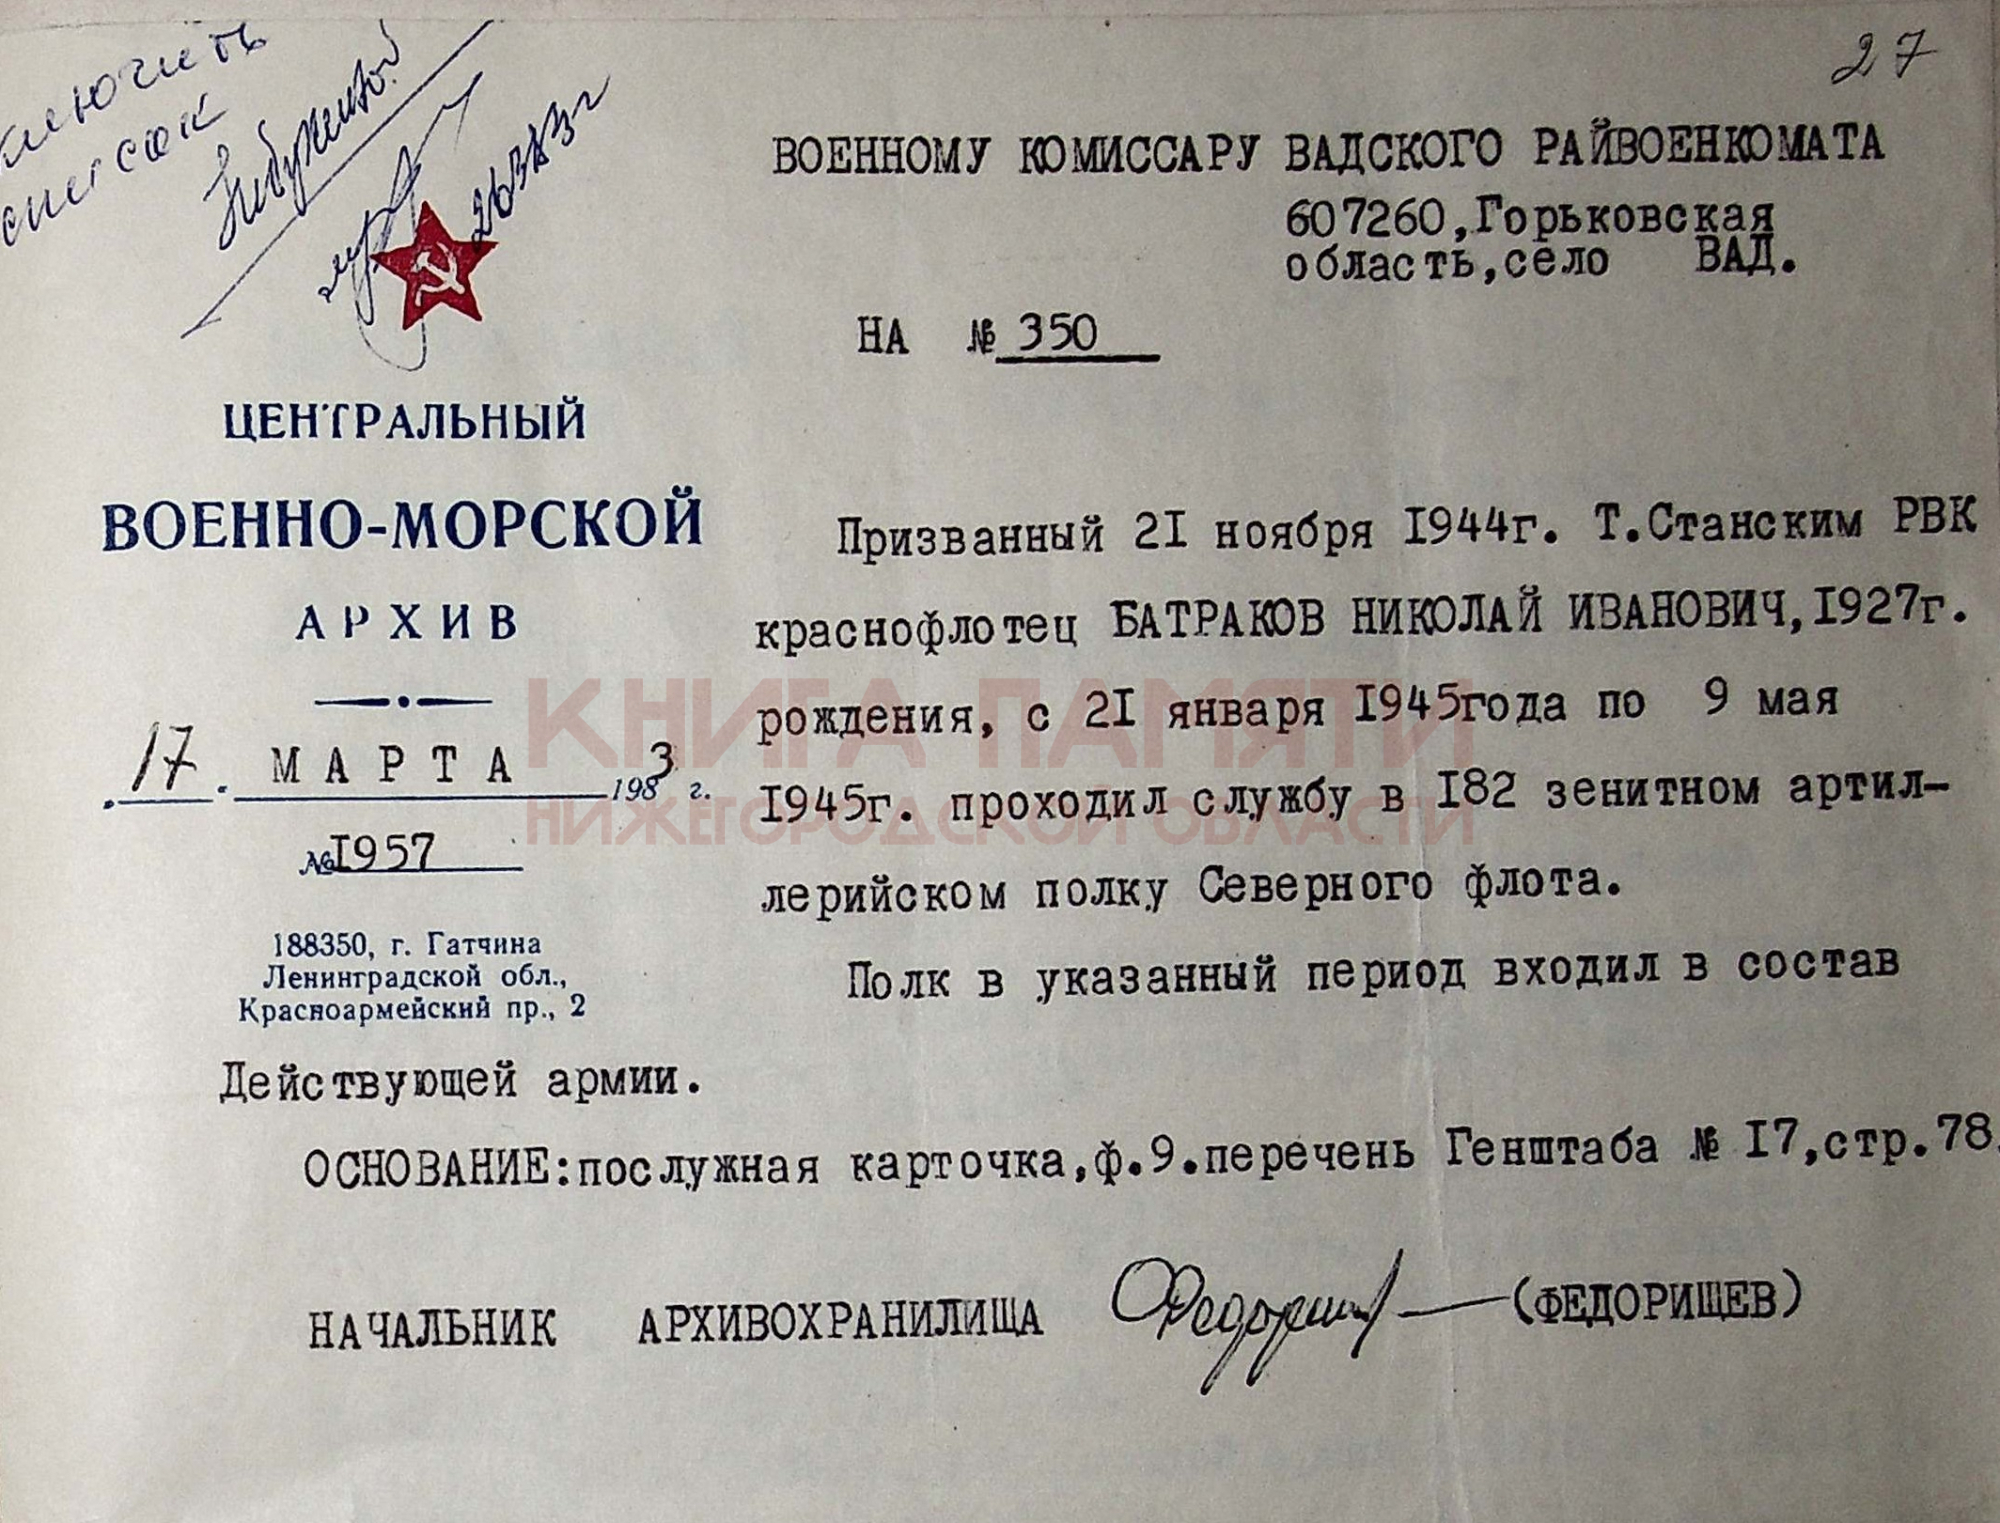 27
список
ВОЕННОМУ КОМИССАРУ ВАДСКОГО РАЙВОЕНКОМАТА
607260,Горьковская
область,село ВАД.
НА № 350
ЦЕНТРАЛЬНЫЙ
ВОЕННО-МОРСКОЙ
АРХИВ
17. МАРТА 1983 г.
№1957
188350, г. Гатчина
Ленинградской обл.,
Красноармейский пр., 2
Призванный 21 ноября 1944г. Т.Станским РВК
краснофлотец БАТРАКОВ НИКОЛАЙ ИВАНОВИЧ,1927г.
рождения, с 21 января 1945года по 9 мая
1945г. проходил службу в 182 зенитном артил-
лерийском полку Северного флота.
Полк в указанный период входил в состав
Действующей армии.
ОСНОВАНИЕ:послужная карточка,ф.9.перечень Генштаба № 17,стр.78.
НАЧАЛЬНИК АРХИВОХРАНИЛИЩА (ФЕДОРИЩЕВ)
КНИГА ПАМЯТИ
НИЖЕГОРОДСКОЙ ОБЛАСТИ